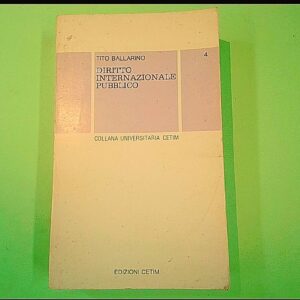 TITO BALLARINO
4
DIRITTO
INTERNAZIONALE
PUBBLICO
COLLANA UNIVERSITARIA CETIM
EDIZIONI CETIM